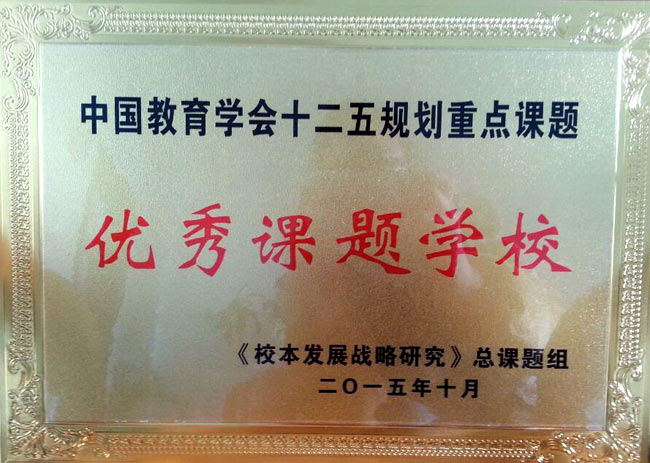 中国教育学会十二五规划重点课题
优秀课题学校
《校本发展战略研究》总课题组
二〇一五年十月